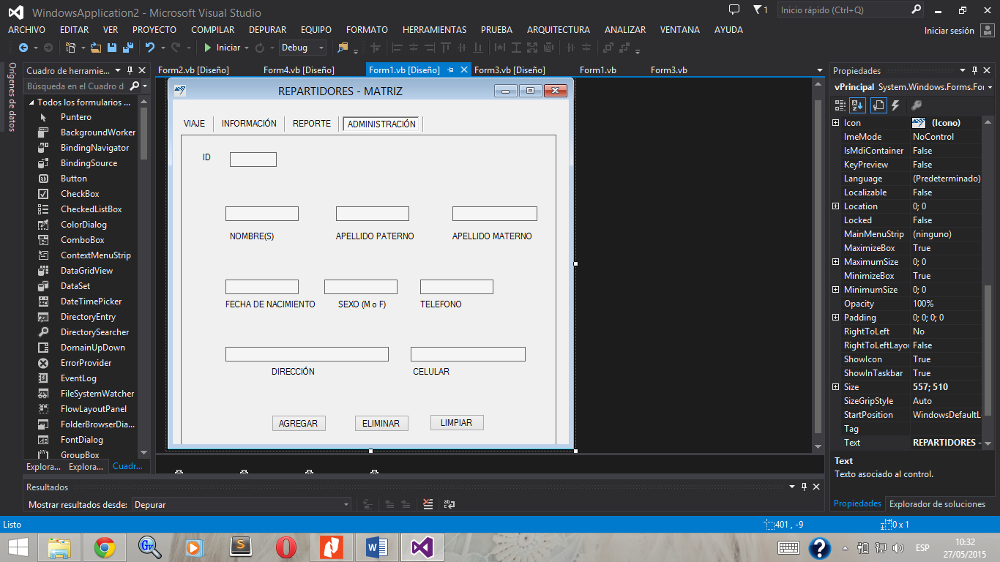 WindowsApplication2 - Microsoft Visual Studio
1
Inicio rápido (Ctrl+Q)
ARCHIVO EDITAR VER PROYECTO COMPILAR DEPURAR EQUIPO FORMATO HERRAMIENTAS PRUEBA ARQUITECTURA ANALIZAR VENTANA AYUDA
Iniciar sesión
Iniciar Debug
Orígenes de datos
Cuadro de herramie...
Búsqueda en el Cuadro d
Todos los formularios ...
Puntero
BackgroundWorker
BindingNavigator
BindingSource
Button
CheckBox
CheckedListBox
ColorDialog
ComboBox
ContextMenuStrip
DataGridView
DataSet
DateTimePicker
DirectoryEntry
DirectorySearcher
DomainUpDown
ErrorProvider
EventLog
FileSystemWatcher
FlowLayoutPanel
FolderBrowserDia...
FontDialog
GroupBox
Explora... Explora... Cuadr...
Form2.vb [Diseño] Form4.vb [Diseño] Form1.vb [Diseño] Form3.vb [Diseño] Form1.vb Form3.vb
REPARTIDORES - MATRIZ
VIAJE INFORMACIÓN REPORTE ADMINISTRACIÓN
ID
NOMBRE(S) APELLIDO PATERNO APELLIDO MATERNO
FECHA DE NACIMIENTO SEXO (M o F) TELEFONO
DIRECCIÓN CELULAR
AGREGAR ELIMINAR LIMPIAR
Propiedades
vPrincipal System.Windows.Forms.For
Icon (Icono)
ImeMode NoControl
IsMdiContainer False
KeyPreview False
Language (Predeterminado)
Localizable False
Location 0; 0
Locked False
MainMenuStrip (ninguno)
MaximizeBox True
MaximumSize 0; 0
MinimizeBox True
MinimumSize 0; 0
Opacity 100%
Padding 0; 0; 0; 0
RightToLeft No
RightToLeftLayou False
ShowIcon True
ShowInTaskbar True
Size 557; 510
SizeGripStyle Auto
StartPosition WindowsDefaultL
Tag
Text REPARTIDORES -
Text
Texto asociado al control.
Propiedades Explorador de soluciones
Resultados
Mostrar resultados desde: Depurar
Listo
401 , -9
0 x 1
ESP
10:32
27/05/2015